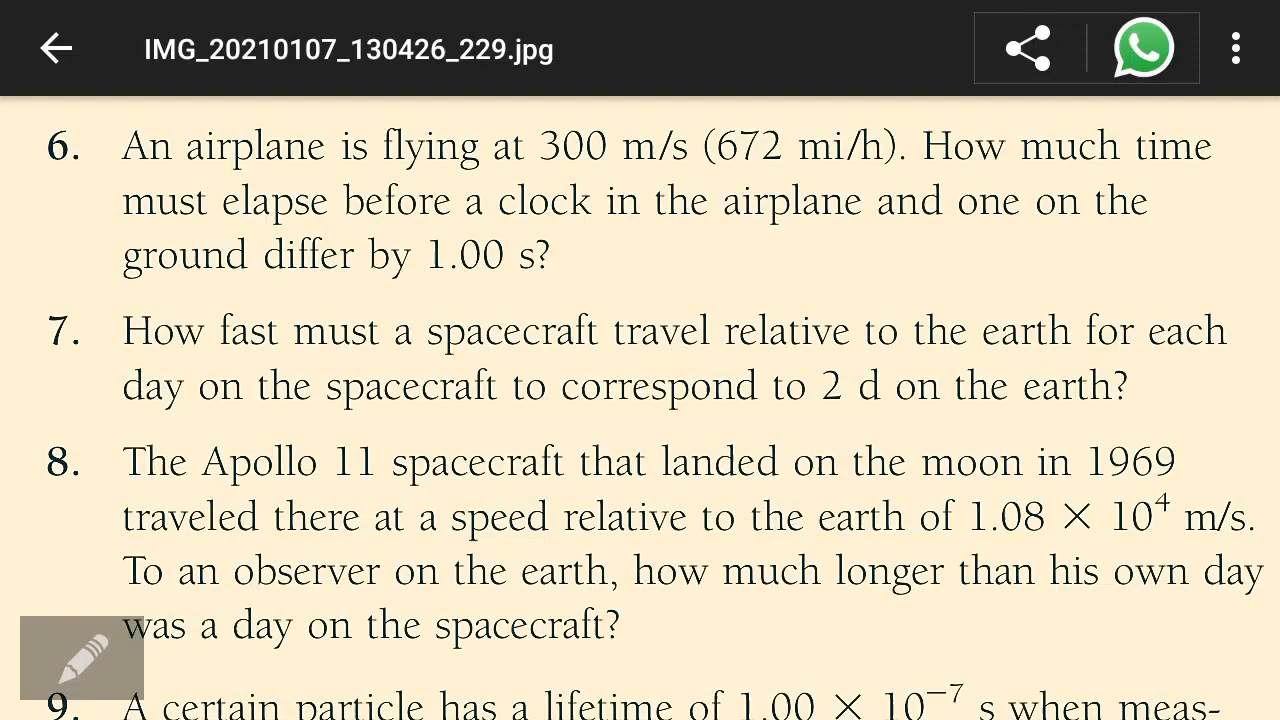 IMG_20210107_130426_229.jpg
6. An airplane is flying at 300 m/s (672 mi/h). How much time
must elapse before a clock in the airplane and one on the
ground differ by 1.00 s?
7. How fast must a spacecraft travel relative to the earth for each
day on the spacecraft to correspond to 2 d on the earth?
8. The Apollo 11 spacecraft that landed on the moon in 1969
traveled there at a speed relative to the earth of 1.08 × 10⁴ m/s.
To an observer on the earth, how much longer than his own day
was a day on the spacecraft?
9. A certain particle has a lifetime of 1.00 × 10⁻⁷ s when meas-